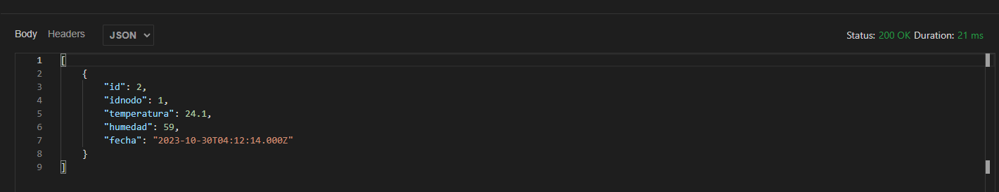 Body Headers JSON Status: 200 OK Duration: 21 ms
1 [
2 {
3 "id": 2,
4 "idnodo": 1,
5 "temperatura": 24.1,
6 "humedad": 59,
7 "fecha": "2023-10-30T04:12:14.000Z"
8 }
9 ]